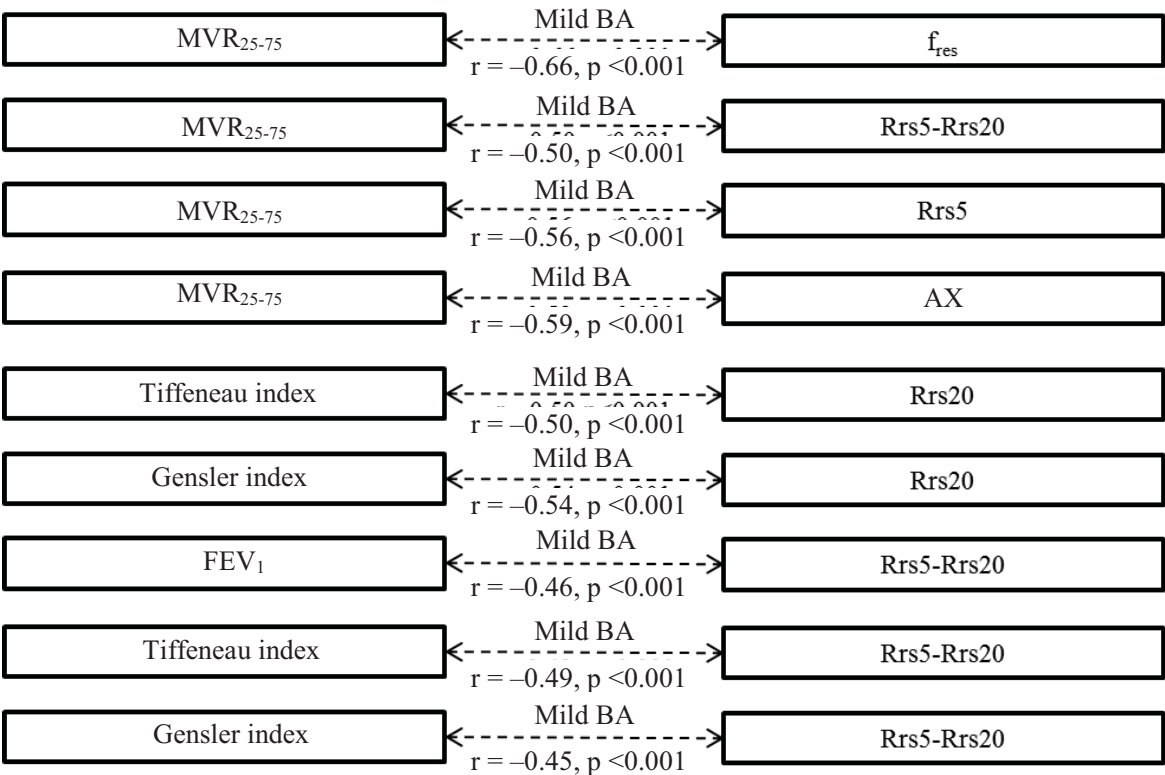 Mild BA
MVR₂₅₋₇₅ f_res
r = –0.66, p <0.001
Mild BA
MVR₂₅₋₇₅ Rrs5-Rrs20
r = –0.50, p <0.001
Mild BA
MVR₂₅₋₇₅ Rrs5
r = –0.56, p <0.001
Mild BA
MVR₂₅₋₇₅ AX
r = –0.59, p <0.001
Mild BA
Tiffeneau index Rrs20
r = –0.50, p <0.001
Mild BA
Gensler index Rrs20
r = –0.54, p <0.001
Mild BA
FEV₁ Rrs5-Rrs20
r = –0.46, p <0.001
Mild BA
Tiffeneau index Rrs5-Rrs20
r = –0.49, p <0.001
Mild BA
Gensler index Rrs5-Rrs20
r = –0.45, p <0.001